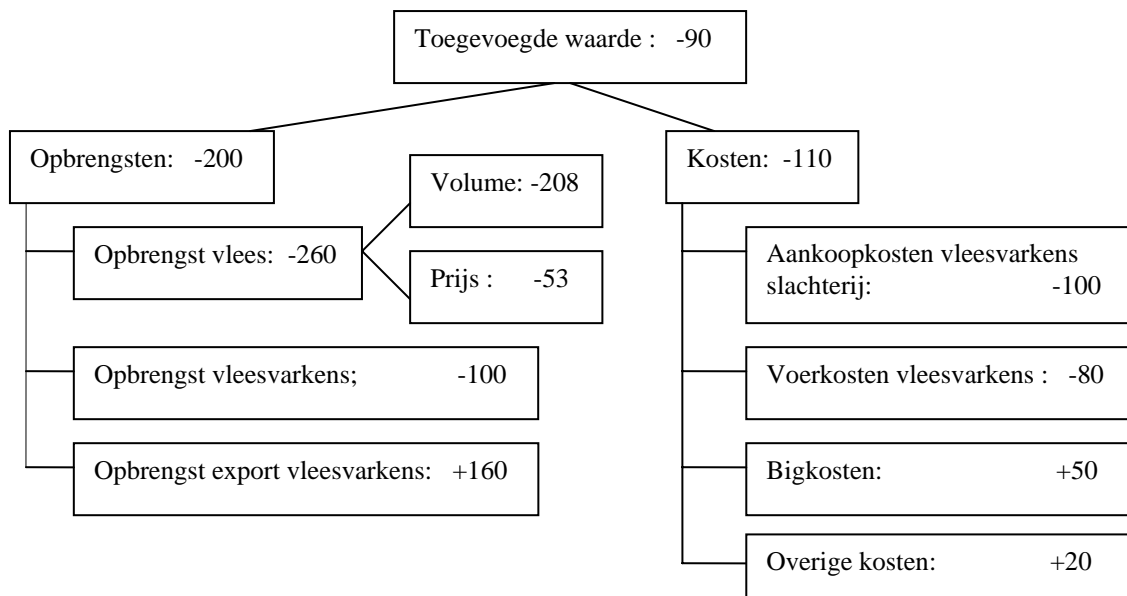 Toegevoegde waarde : -90
Opbrengsten: -200
Kosten: -110
Volume: -208
Opbrengst vlees: -260
Prijs : -53
Opbrengst vleesvarkens; -100
Opbrengst export vleesvarkens: +160
Aankoopkosten vleesvarkens
slachterij: -100
Voerkosten vleesvarkens : -80
Bigkosten: +50
Overige kosten: +20